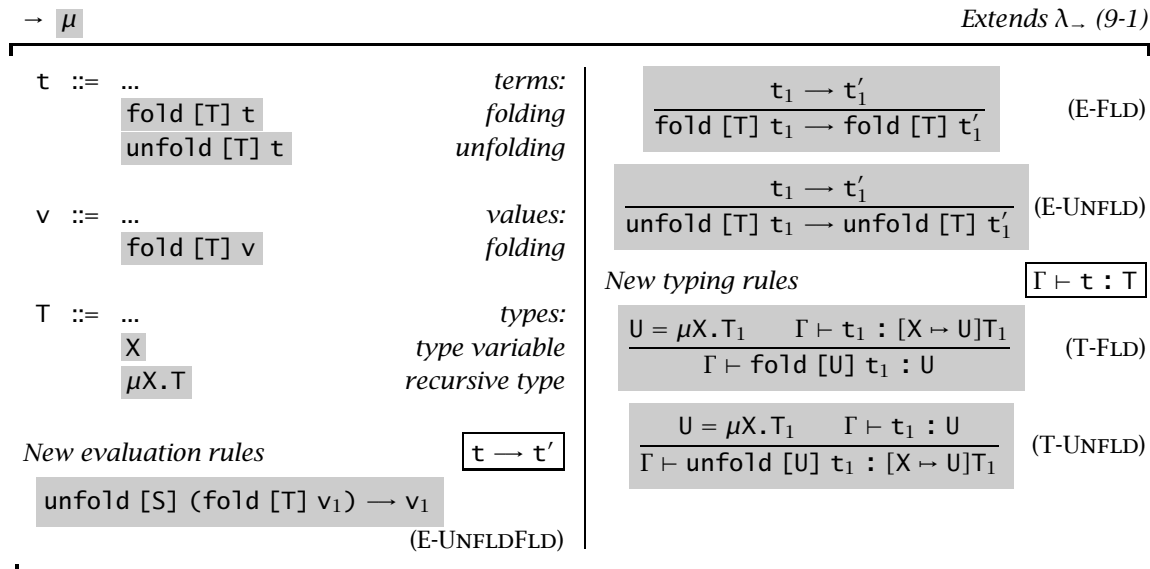 → μ Extends λ→ (9-1)
t ::= ... terms:
fold [T] t folding
unfold [T] t unfolding
v ::= ... values:
fold [T] v folding
T ::= ... types:
X type variable
μX.T recursive type
New evaluation rules t ⟶ t′
unfold [S] (fold [T] v₁) ⟶ v₁
(E-UNFLDFLD)
t₁ ⟶ t′₁
fold [T] t₁ ⟶ fold [T] t′₁
(E-FLD)
t₁ ⟶ t′₁
unfold [T] t₁ ⟶ unfold [T] t′₁
(E-UNFLD)
New typing rules Γ ⊢ t : T
U = μX.T₁ Γ ⊢ t₁ : [X ↦ U]T₁
Γ ⊢ fold [U] t₁ : U
(T-FLD)
U = μX.T₁ Γ ⊢ t₁ : U
Γ ⊢ unfold [U] t₁ : [X ↦ U]T₁
(T-UNFLD)